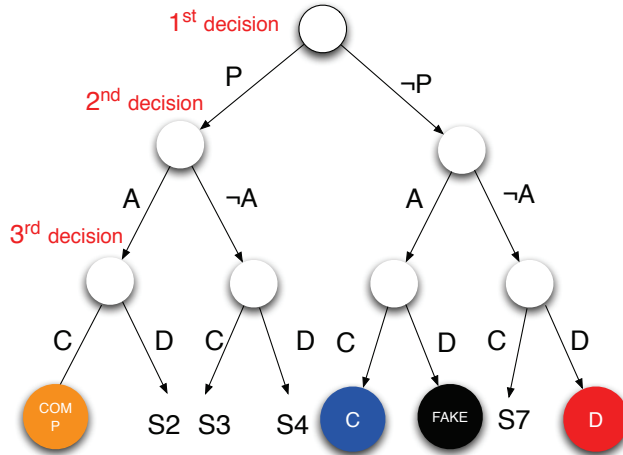 1st decision
P
¬P
2nd decision
A
¬A
A
¬A
3rd decision
C
D
C
D
C
D
C
D
COM
P
S2
S3
S4
C
FAKE
S7
D